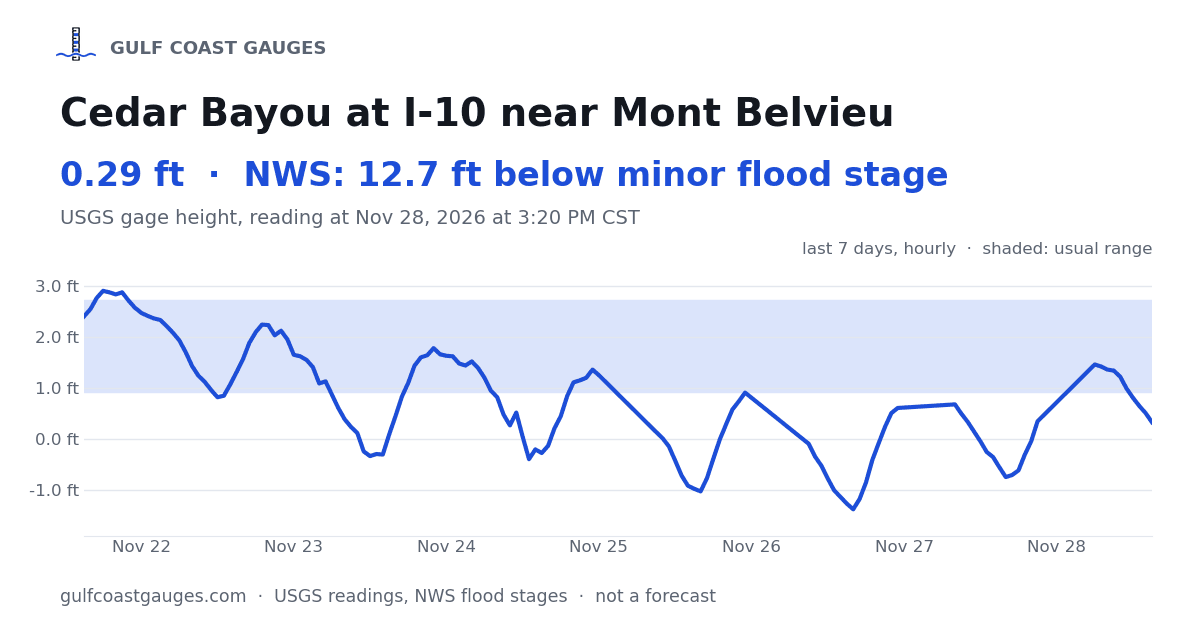 GULF COAST GAUGES
Cedar Bayou at I-10 near Mont Belvieu
0.29 ft · NWS: 12.7 ft below minor flood stage
USGS gage height, reading at Nov 28, 2026 at 3:20 PM CST
last 7 days, hourly · shaded: usual range
3.0 ft
2.0 ft
1.0 ft
0.0 ft
-1.0 ft
Nov 22 Nov 23 Nov 24 Nov 25 Nov 26 Nov 27 Nov 28
gulfcoastgauges.com · USGS readings, NWS flood stages · not a forecast